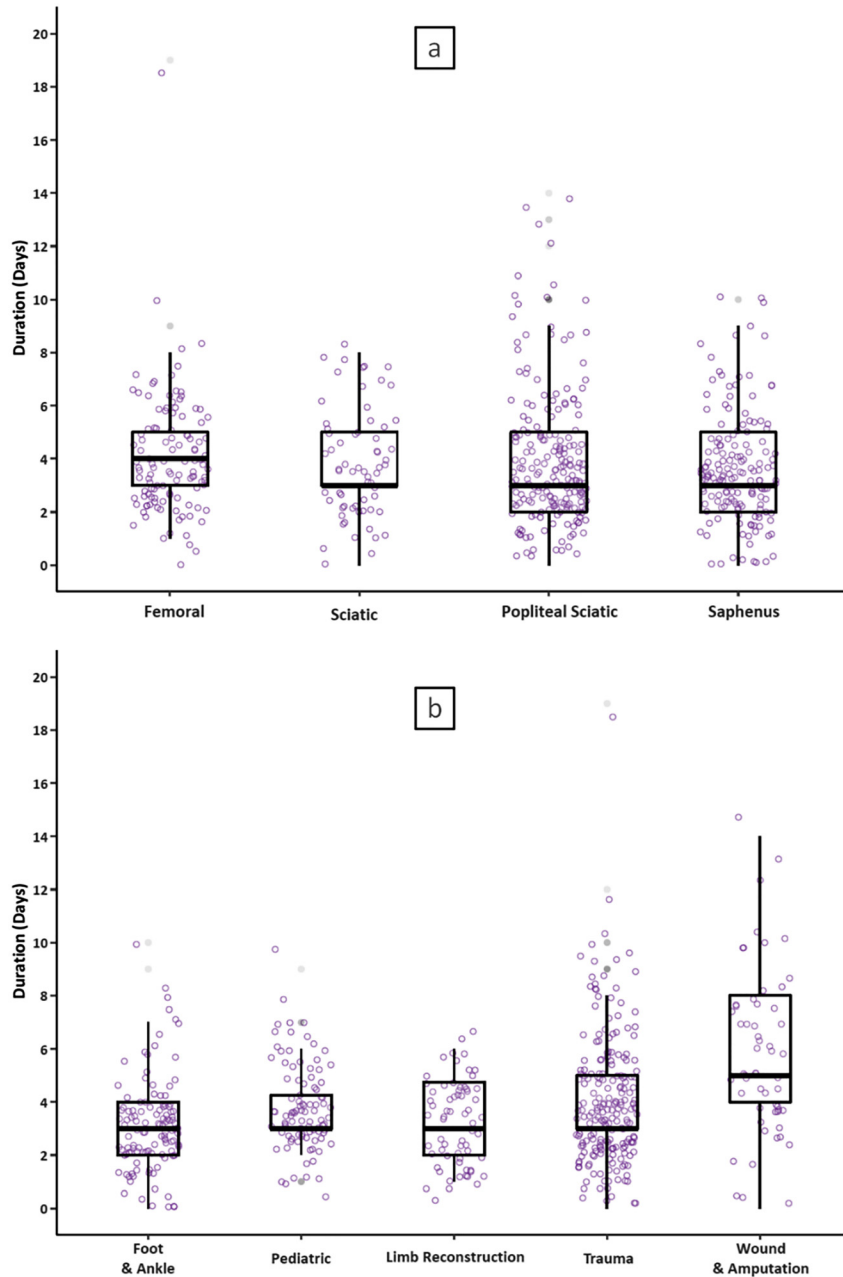 a
Duration (Days)
20
18
16
14
12
10
8
6
4
2
0
Femoral
Sciatic
Popliteal Sciatic
Saphenus
b
Duration (Days)
20
18
16
14
12
10
8
6
4
2
0
Foot
& Ankle
Pediatric
Limb Reconstruction
Trauma
Wound
& Amputation